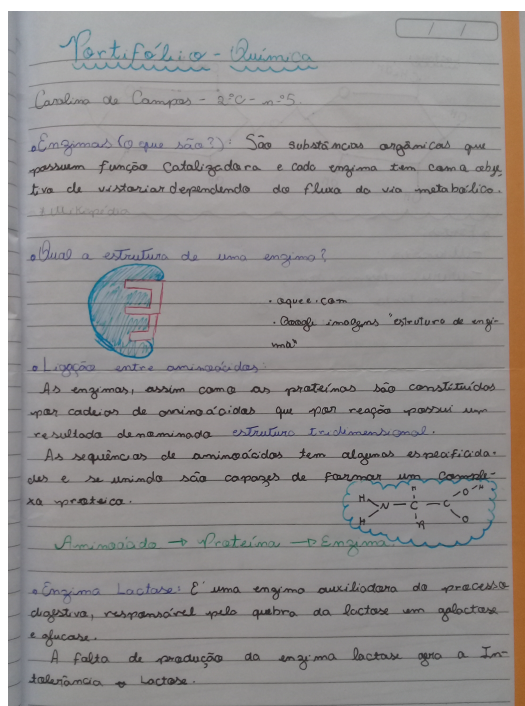 Portifólio - Química
Carolina de Campos - 2°C - n°5.
Enzimas (o que são?): São substâncias orgânicas que
possuem função catalizadora e cada enzima tem como obje
tivo de vistoriar dependendo do fluxo da via metabólica.
Wikipédia
Qual a estrutura de uma enzima?
• aquee.com
• Google imagens "estrutura de enzi-
ma"
Ligação entre aminoácidos:
As enzimas, assim como as proteínas são constituídas
por cadeias de aminoácidos que por reação possui um
resultado denominado estrutura tridimensional.
As sequências de aminoácidos tem algumas especificida-
des e se unindo são capazes de formar um comple-
xo proteico.
H H N C C O H O
Aminoácido → Proteína → Enzima
Enzima Lactase: E' uma enzima auxiliadora do processo
digestivo, responsável pela quebra da lactose em galactose
e glucose.
A falta de produção da enzima lactase gera a In-
tolerância a Lactose.